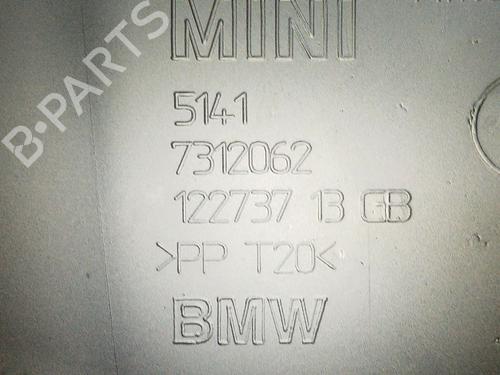 MINI
B-PARTS
5141
7312062
122737 13 GB
>PP T20<
BMW